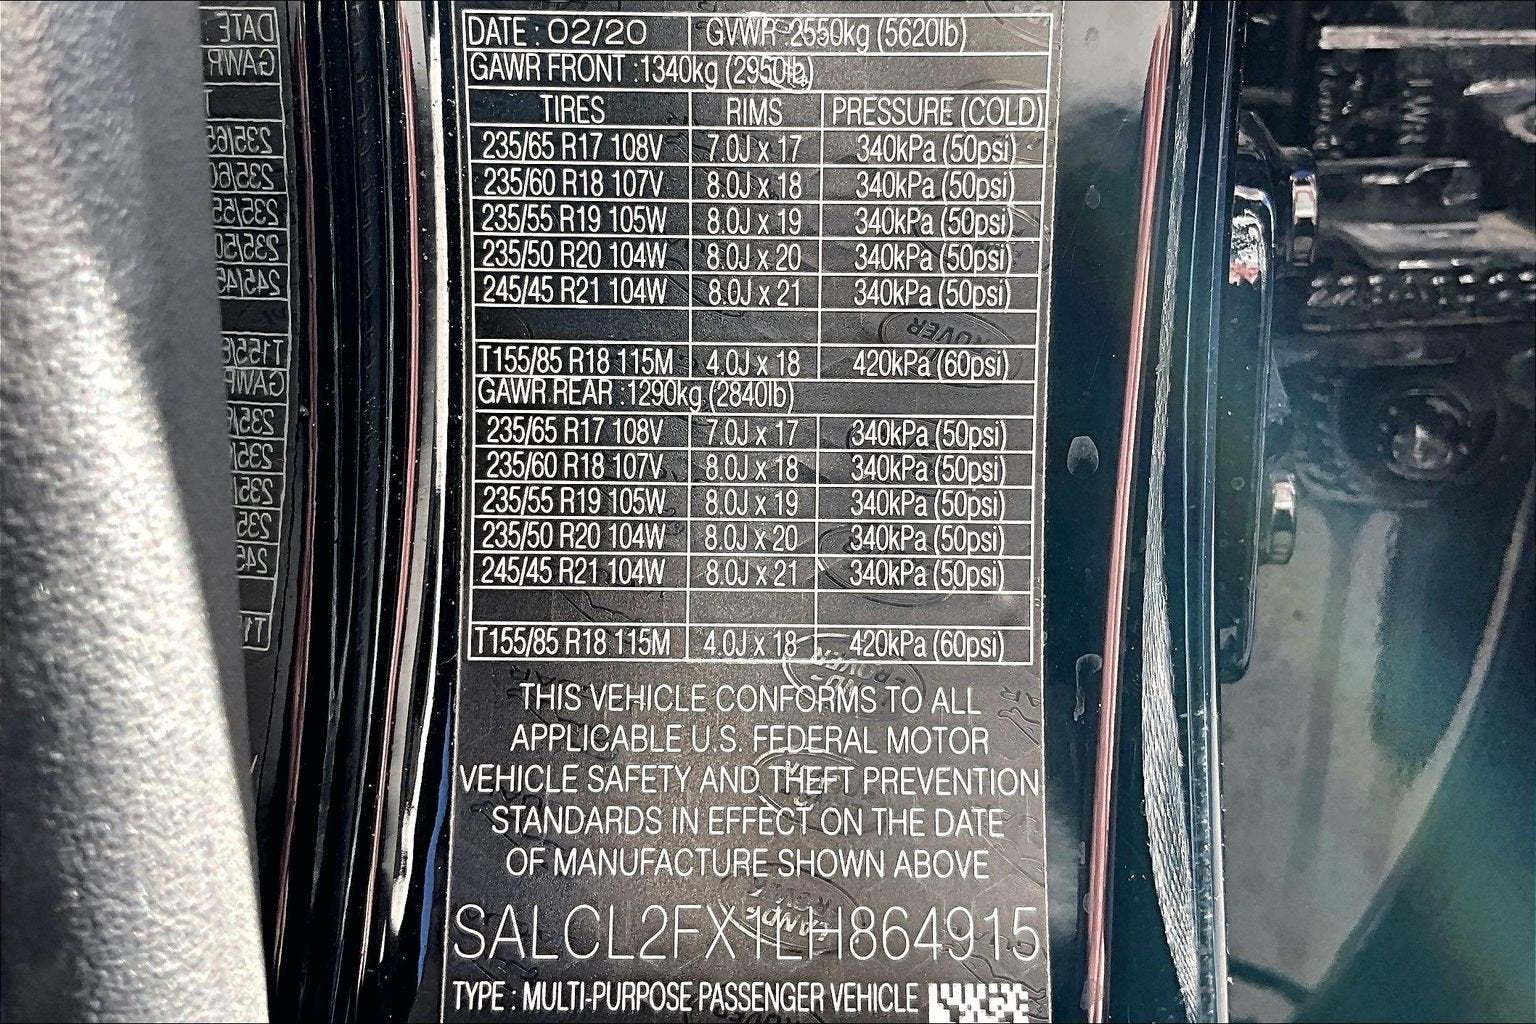 DATE : 02/20 GVWR :2550kg (5620lb)
GAWR FRONT :1340kg (2950lb)
TIRES RIMS PRESSURE (COLD)
235/65 R17 108V 7.0J x 17 340kPa (50psi)
235/60 R18 107V 8.0J x 18 340kPa (50psi)
235/55 R19 105W 8.0J x 19 340kPa (50psi)
235/50 R20 104W 8.0J x 20 340kPa (50psi)
245/45 R21 104W 8.0J x 21 340kPa (50psi)
T155/85 R18 115M 4.0J x 18 420kPa (60psi)
GAWR REAR :1290kg (2840lb)
235/65 R17 108V 7.0J x 17 340kPa (50psi)
235/60 R18 107V 8.0J x 18 340kPa (50psi)
235/55 R19 105W 8.0J x 19 340kPa (50psi)
235/50 R20 104W 8.0J x 20 340kPa (50psi)
245/45 R21 104W 8.0J x 21 340kPa (50psi)
T155/85 R18 115M 4.0J x 18 420kPa (60psi)
THIS VEHICLE CONFORMS TO ALL
APPLICABLE U.S. FEDERAL MOTOR
VEHICLE SAFETY AND THEFT PREVENTION
STANDARDS IN EFFECT ON THE DATE
OF MANUFACTURE SHOWN ABOVE
SALCL2FX1LH864915
TYPE : MULTI-PURPOSE PASSENGER VEHICLE